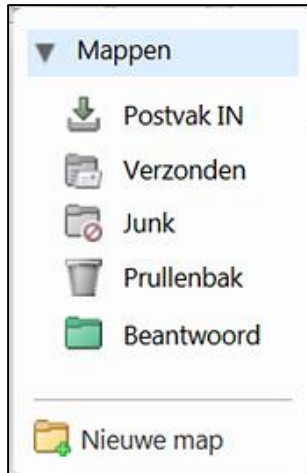 Mappen
Postvak IN
Verzonden
Junk
Prullenbak
Beantwoord
Nieuwe map